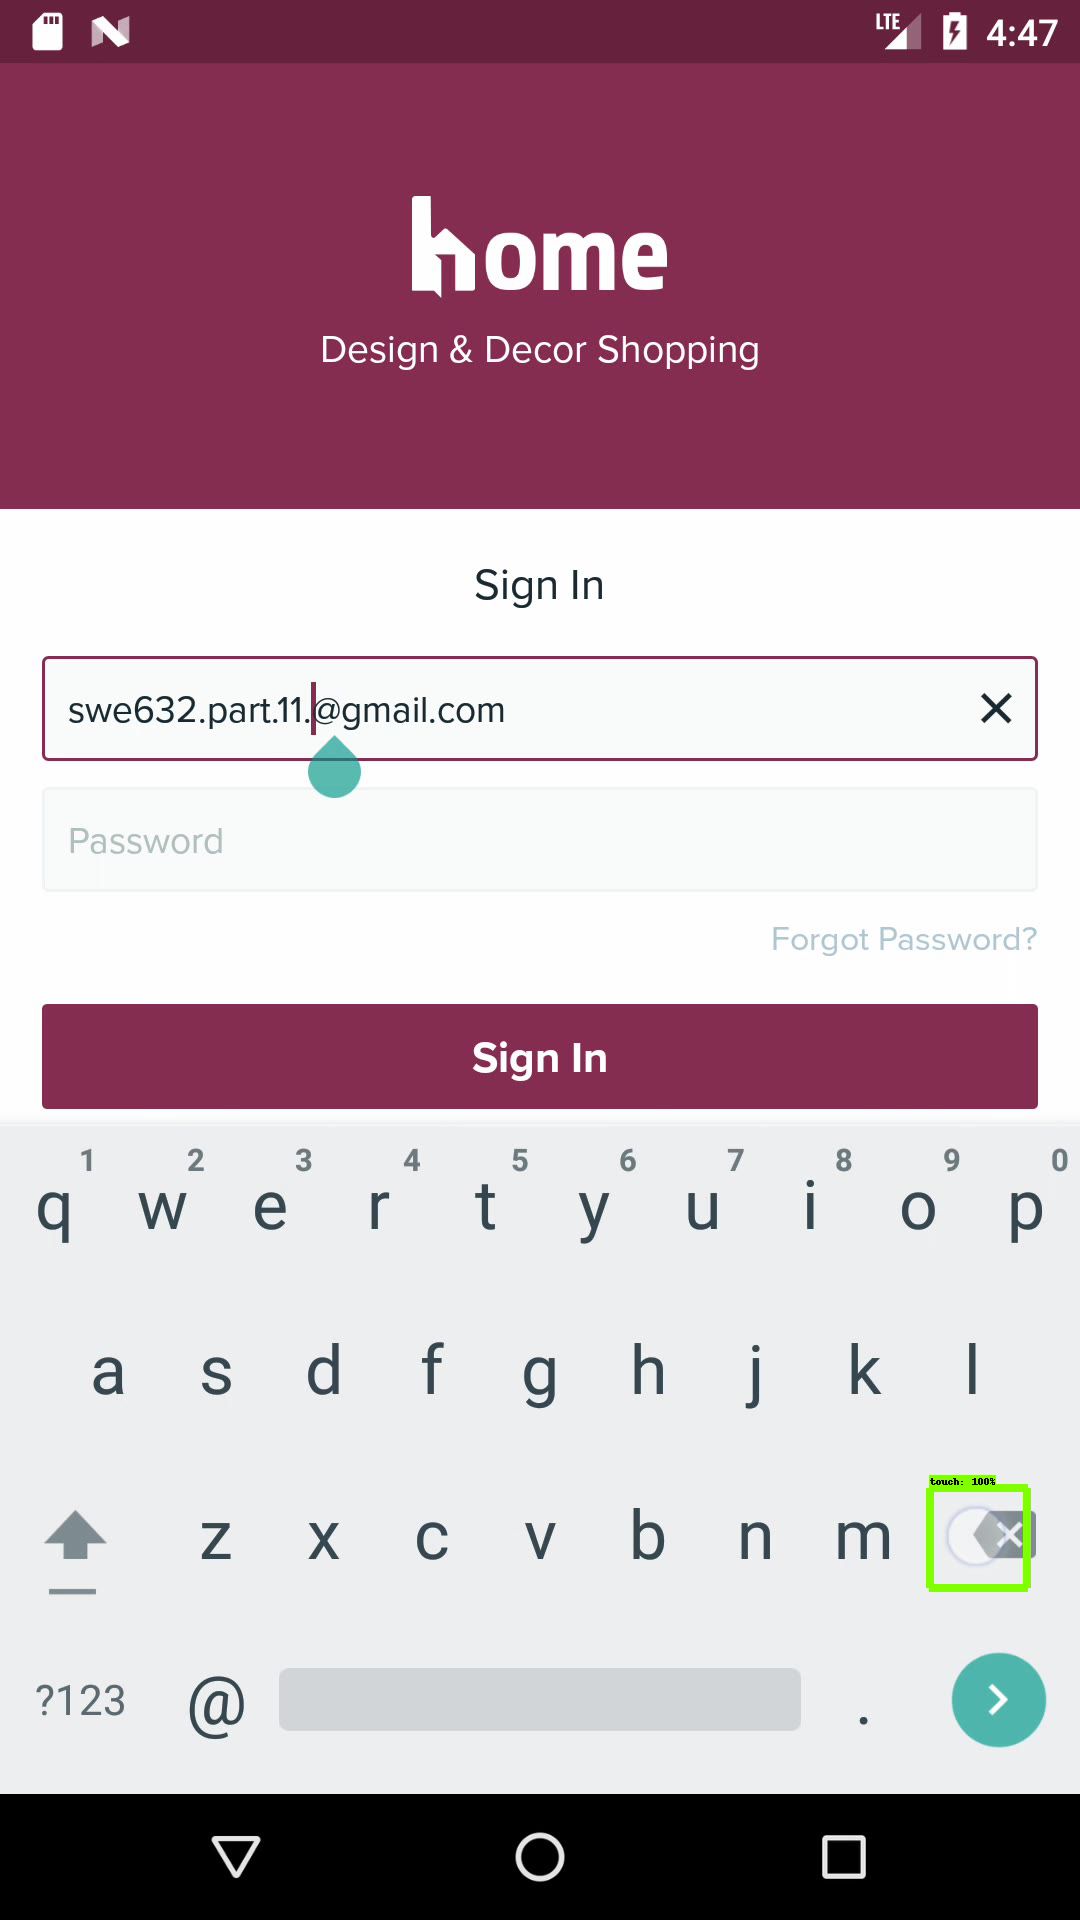 LTE 4:47
home
Design & Decor Shopping
Sign In
swe632.part.11.@gmail.com
Password
Forgot Password?
Sign In
1 2 3 4 5 6 7 8 9 0
q w e r t y u i o p
a s d f g h j k l
touch: 100%
z x c v b n m
?123 @ .